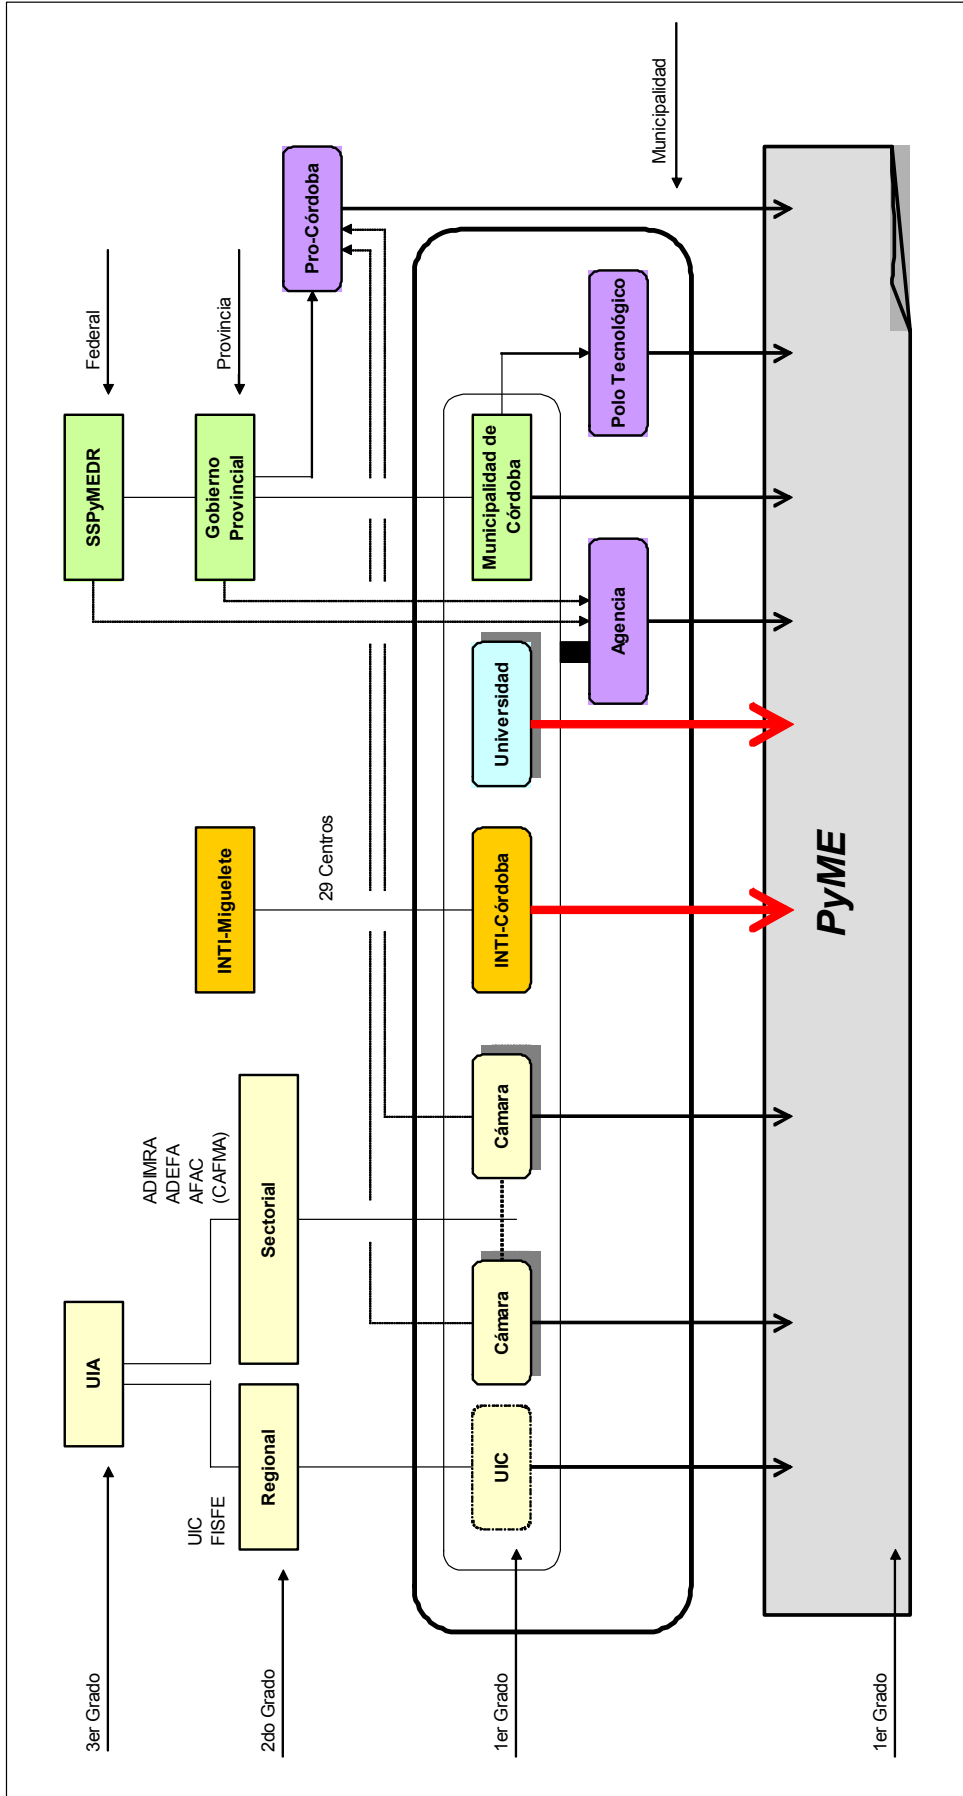 3er Grado
UIA
SSPyMEDR
Federal
2do Grado
UIC
FISFE
Regional
ADIMRA
ADEFA
AFAC
(CAFMA)
Sectorial
INTI-Miguelete
Gobierno
Provincial
Provincia
29 Centros
Pro-Córdoba
1er Grado
UIC
Cámara
Cámara
INTI-Córdoba
Universidad
Municipalidad de
Córdoba
Agencia
Polo Tecnológico
Municipalidad
1er Grado
PyME